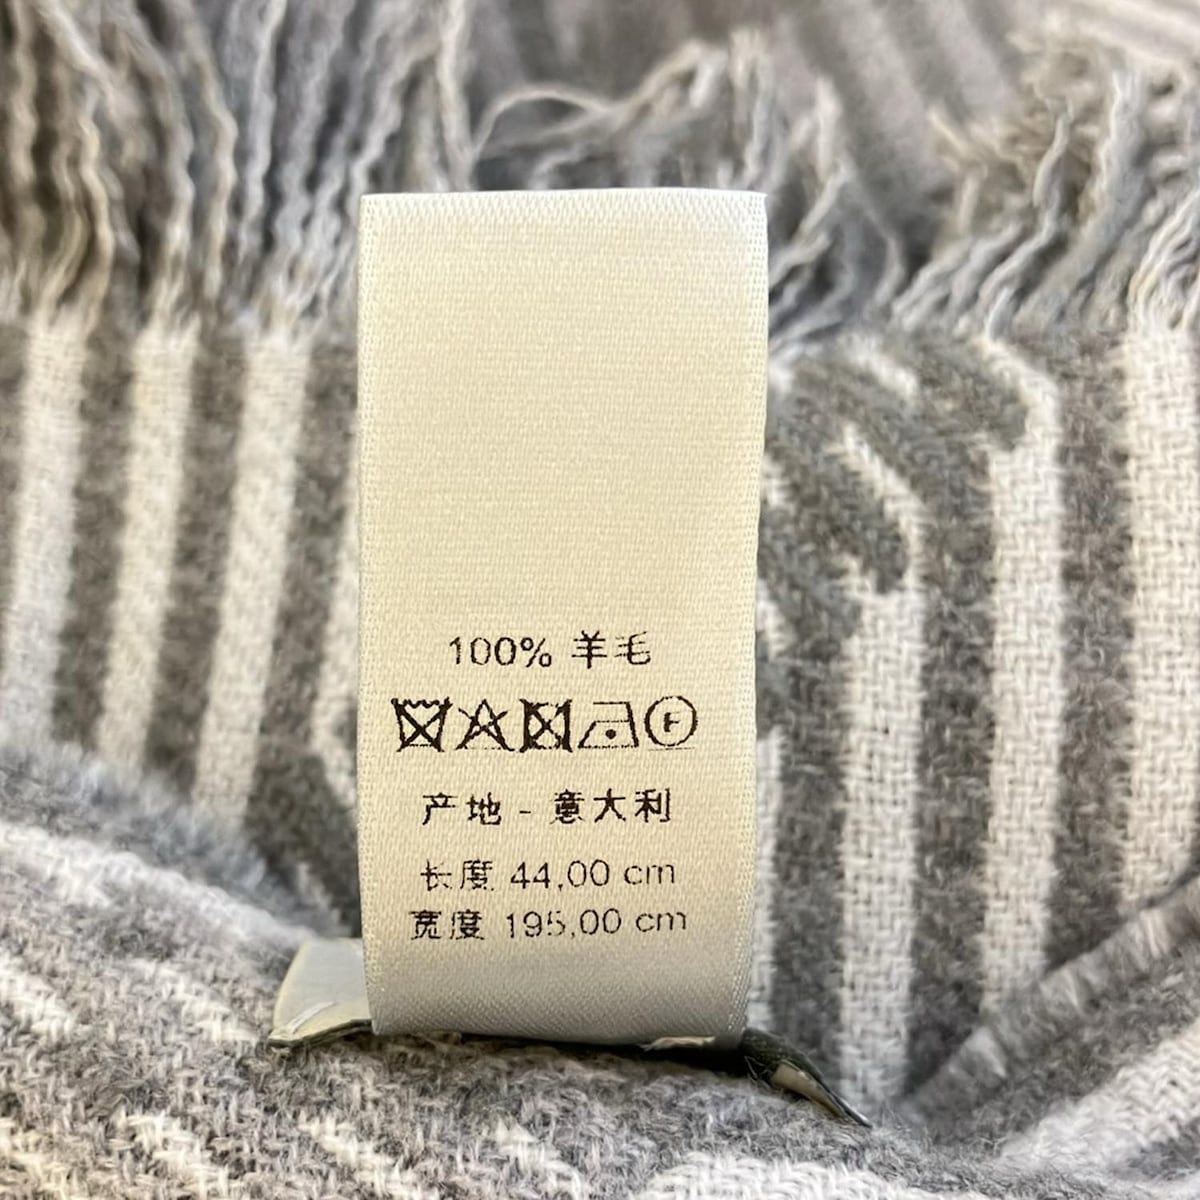 100% 羊毛
F
产地 - 意大利
长度 44,00 cm
宽度 195,00 cm